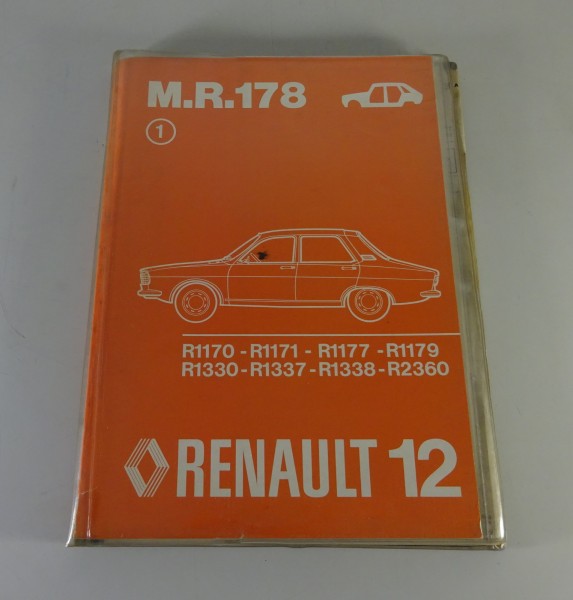 M.R.178
1
R1170 - R1171 - R1177 - R1179
R1330 - R1337 - R1338 - R2360
RENAULT 12